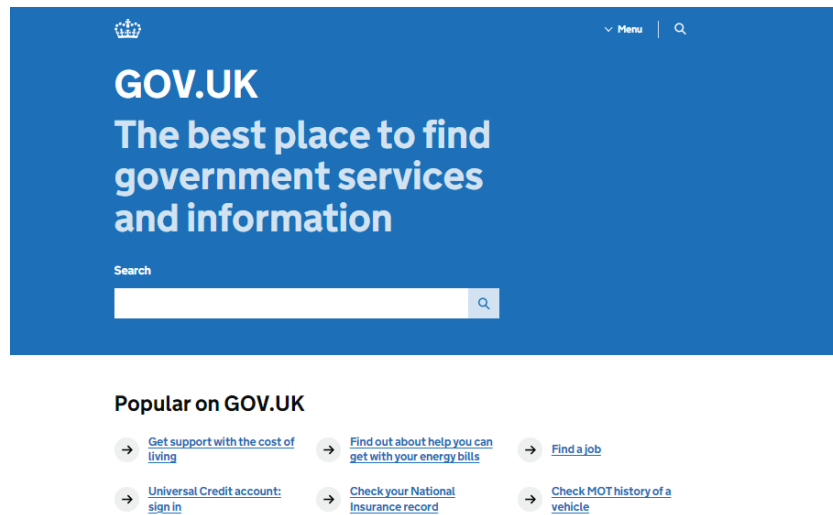 Menu
GOV.UK
The best place to find
government services
and information
Search
Popular on GOV.UK
Get support with the cost of
living
Find out about help you can
get with your energy bills
Find a job
Universal Credit account:
sign in
Check your National
Insurance record
Check MOT history of a
vehicle